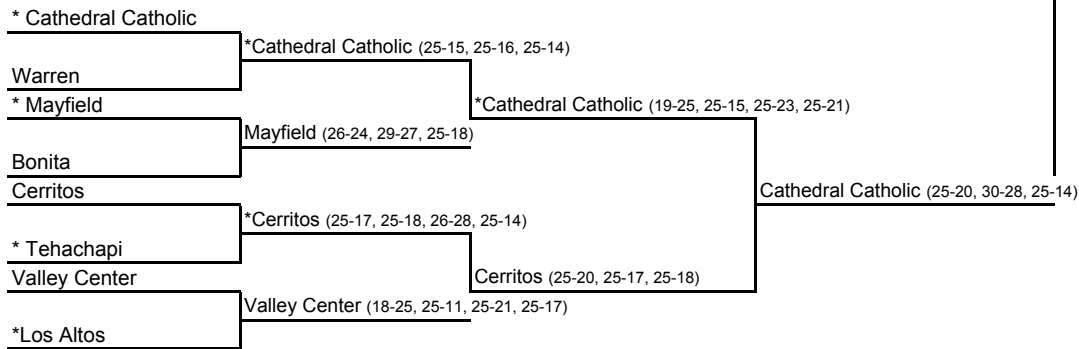 * Cathedral Catholic
*Cathedral Catholic (25-15, 25-16, 25-14)
Warren
* Mayfield
*Cathedral Catholic (19-25, 25-15, 25-23, 25-21)
Mayfield (26-24, 29-27, 25-18)
Bonita
Cerritos
Cathedral Catholic (25-20, 30-28, 25-14)
*Cerritos (25-17, 25-18, 26-28, 25-14)
* Tehachapi
Valley Center
Cerritos (25-20, 25-17, 25-18)
Valley Center (18-25, 25-11, 25-21, 25-17)
*Los Altos